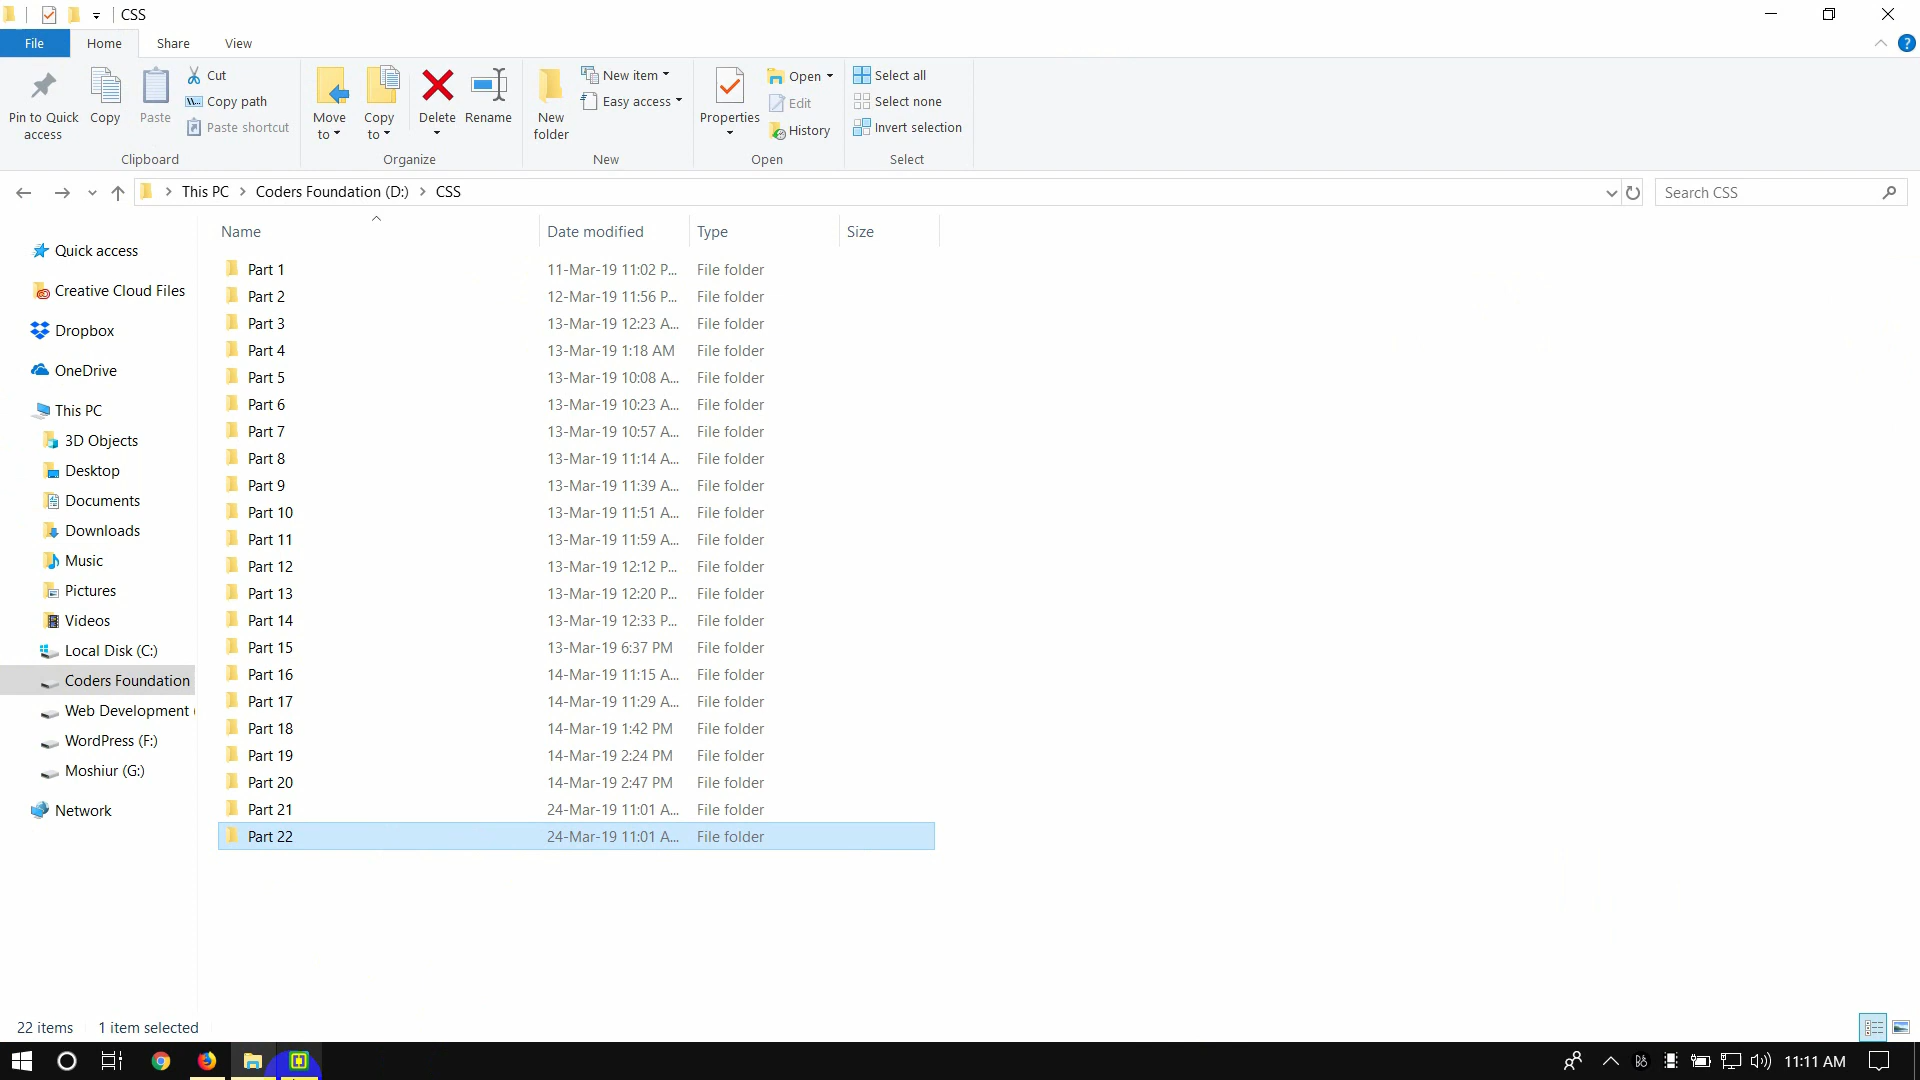 CSS
File Home Share View
Pin to Quick access
Copy
Paste
Cut
Copy path
Paste shortcut
Clipboard
Move to
Copy to
Delete
Rename
Organize
New folder
New item
Easy access
New
Properties
Open
Edit
History
Open
Select all
Select none
Invert selection
Select
This PC Coders Foundation (D:) CSS
Search CSS
Quick access
Creative Cloud Files
Dropbox
OneDrive
This PC
3D Objects
Desktop
Documents
Downloads
Music
Pictures
Videos
Local Disk (C:)
Coders Foundation
Web Development (
WordPress (F:)
Moshiur (G:)
Network
Name Date modified Type Size
Part 1 11-Mar-19 11:02 P... File folder
Part 2 12-Mar-19 11:56 P... File folder
Part 3 13-Mar-19 12:23 A... File folder
Part 4 13-Mar-19 1:18 AM File folder
Part 5 13-Mar-19 10:08 A... File folder
Part 6 13-Mar-19 10:23 A... File folder
Part 7 13-Mar-19 10:57 A... File folder
Part 8 13-Mar-19 11:14 A... File folder
Part 9 13-Mar-19 11:39 A... File folder
Part 10 13-Mar-19 11:51 A... File folder
Part 11 13-Mar-19 11:59 A... File folder
Part 12 13-Mar-19 12:12 P... File folder
Part 13 13-Mar-19 12:20 P... File folder
Part 14 13-Mar-19 12:33 P... File folder
Part 15 13-Mar-19 6:37 PM File folder
Part 16 14-Mar-19 11:15 A... File folder
Part 17 14-Mar-19 11:29 A... File folder
Part 18 14-Mar-19 1:42 PM File folder
Part 19 14-Mar-19 2:24 PM File folder
Part 20 14-Mar-19 2:47 PM File folder
Part 21 24-Mar-19 11:01 A... File folder
Part 22 24-Mar-19 11:01 A... File folder
22 items 1 item selected
11:11 AM